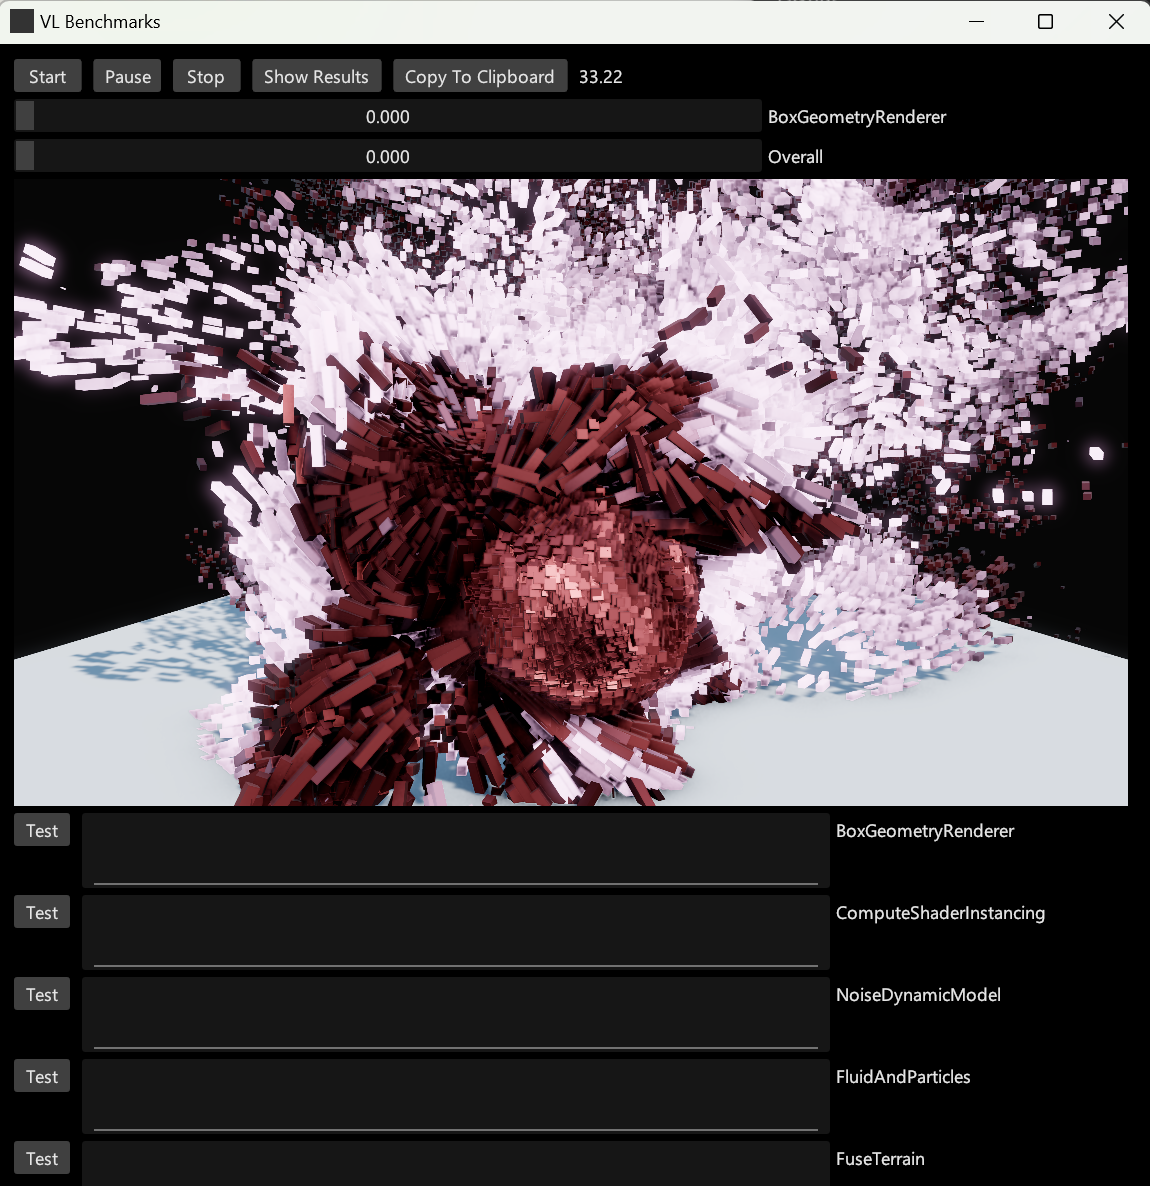 VL Benchmarks
Start Pause Stop Show Results Copy To Clipboard 33.22
0.000 BoxGeometryRenderer
0.000 Overall
Test BoxGeometryRenderer
Test ComputeShaderInstancing
Test NoiseDynamicModel
Test FluidAndParticles
Test FuseTerrain